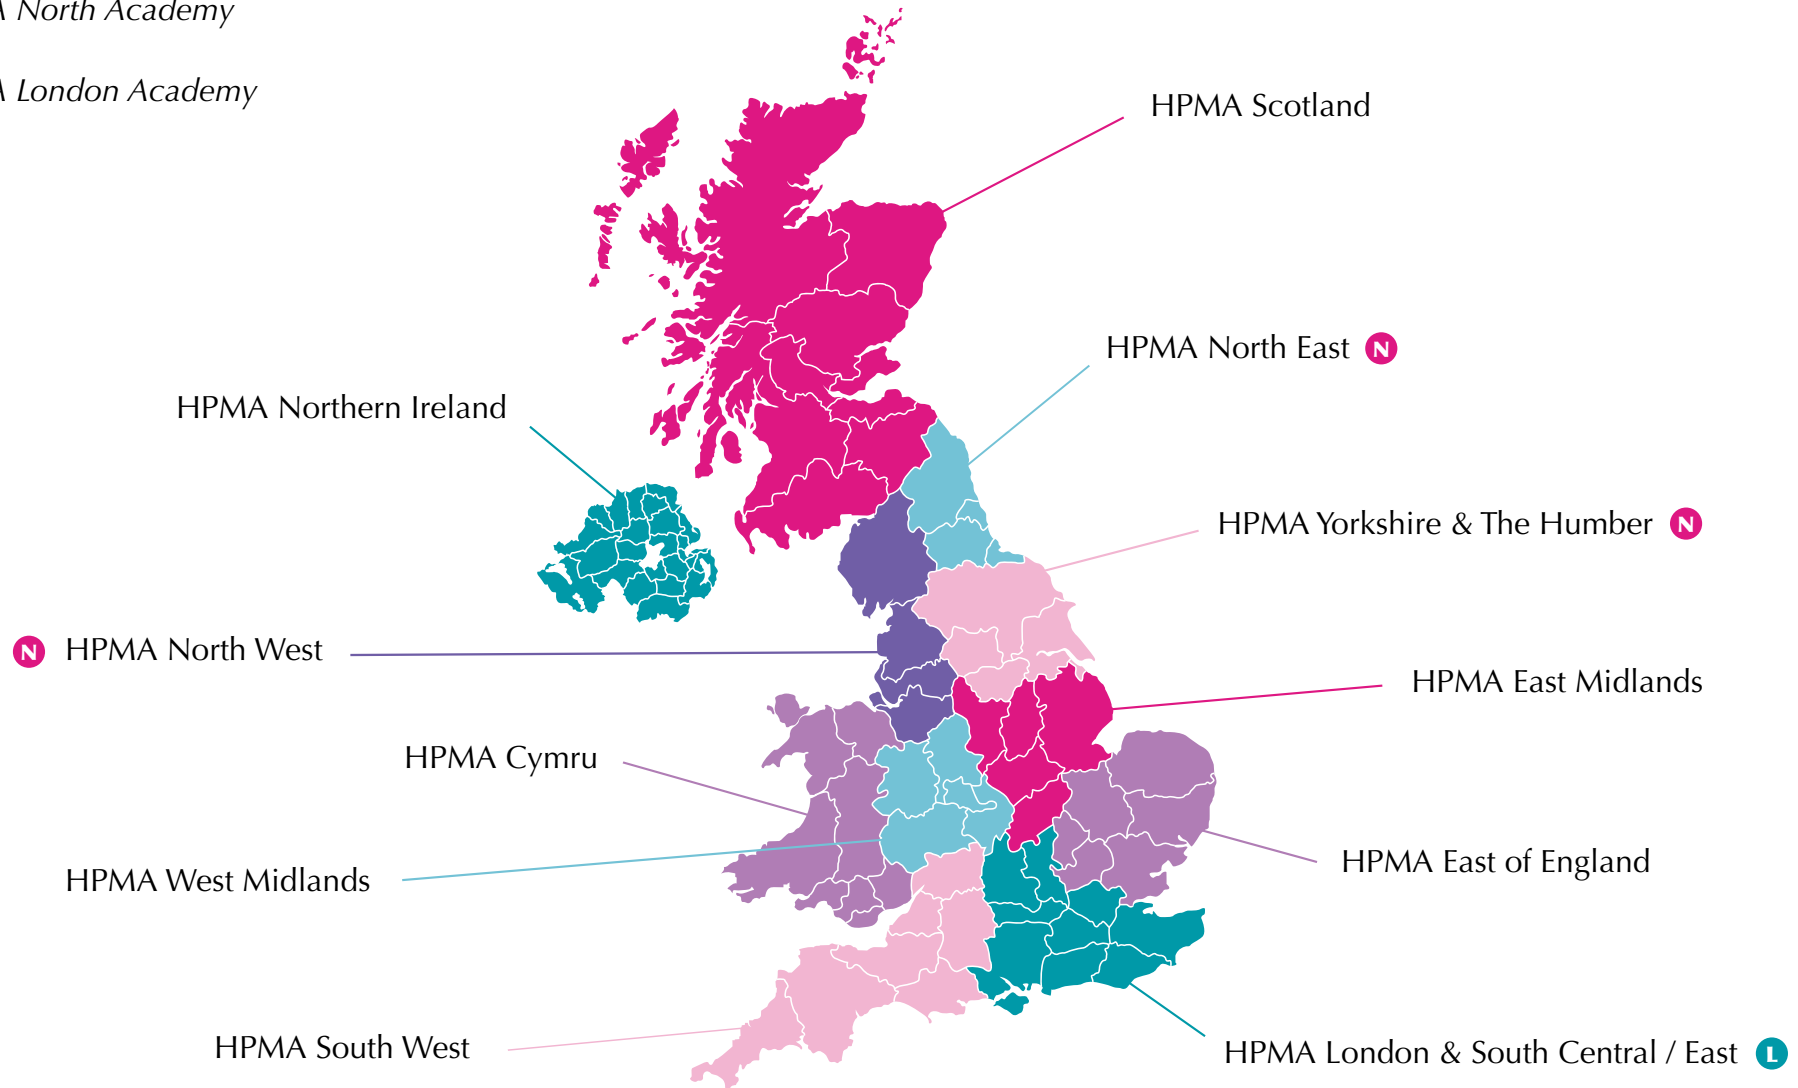 A North Academy
A London Academy
HPMA Scotland
HPMA North East N
HPMA Northern Ireland
HPMA Yorkshire & The Humber N
N HPMA North West
HPMA East Midlands
HPMA Cymru
HPMA East of England
HPMA West Midlands
HPMA South West
HPMA London & South Central / East L